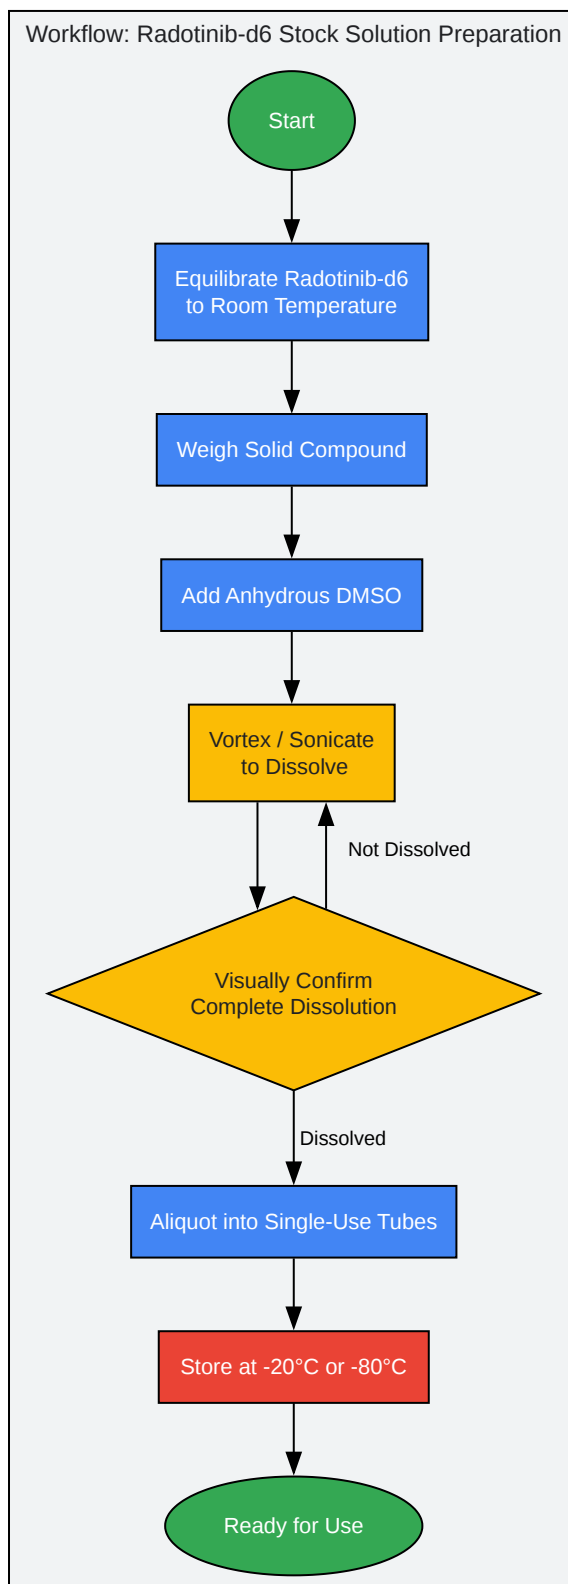 Workflow: Radotinib-d6 Stock Solution Preparation
Start
Equilibrate Radotinib-d6
to Room Temperature
Weigh Solid Compound
Add Anhydrous DMSO
Vortex / Sonicate
to Dissolve
Not Dissolved
Visually Confirm
Complete Dissolution
Dissolved
Aliquot into Single-Use Tubes
Store at -20°C or -80°C
Ready for Use